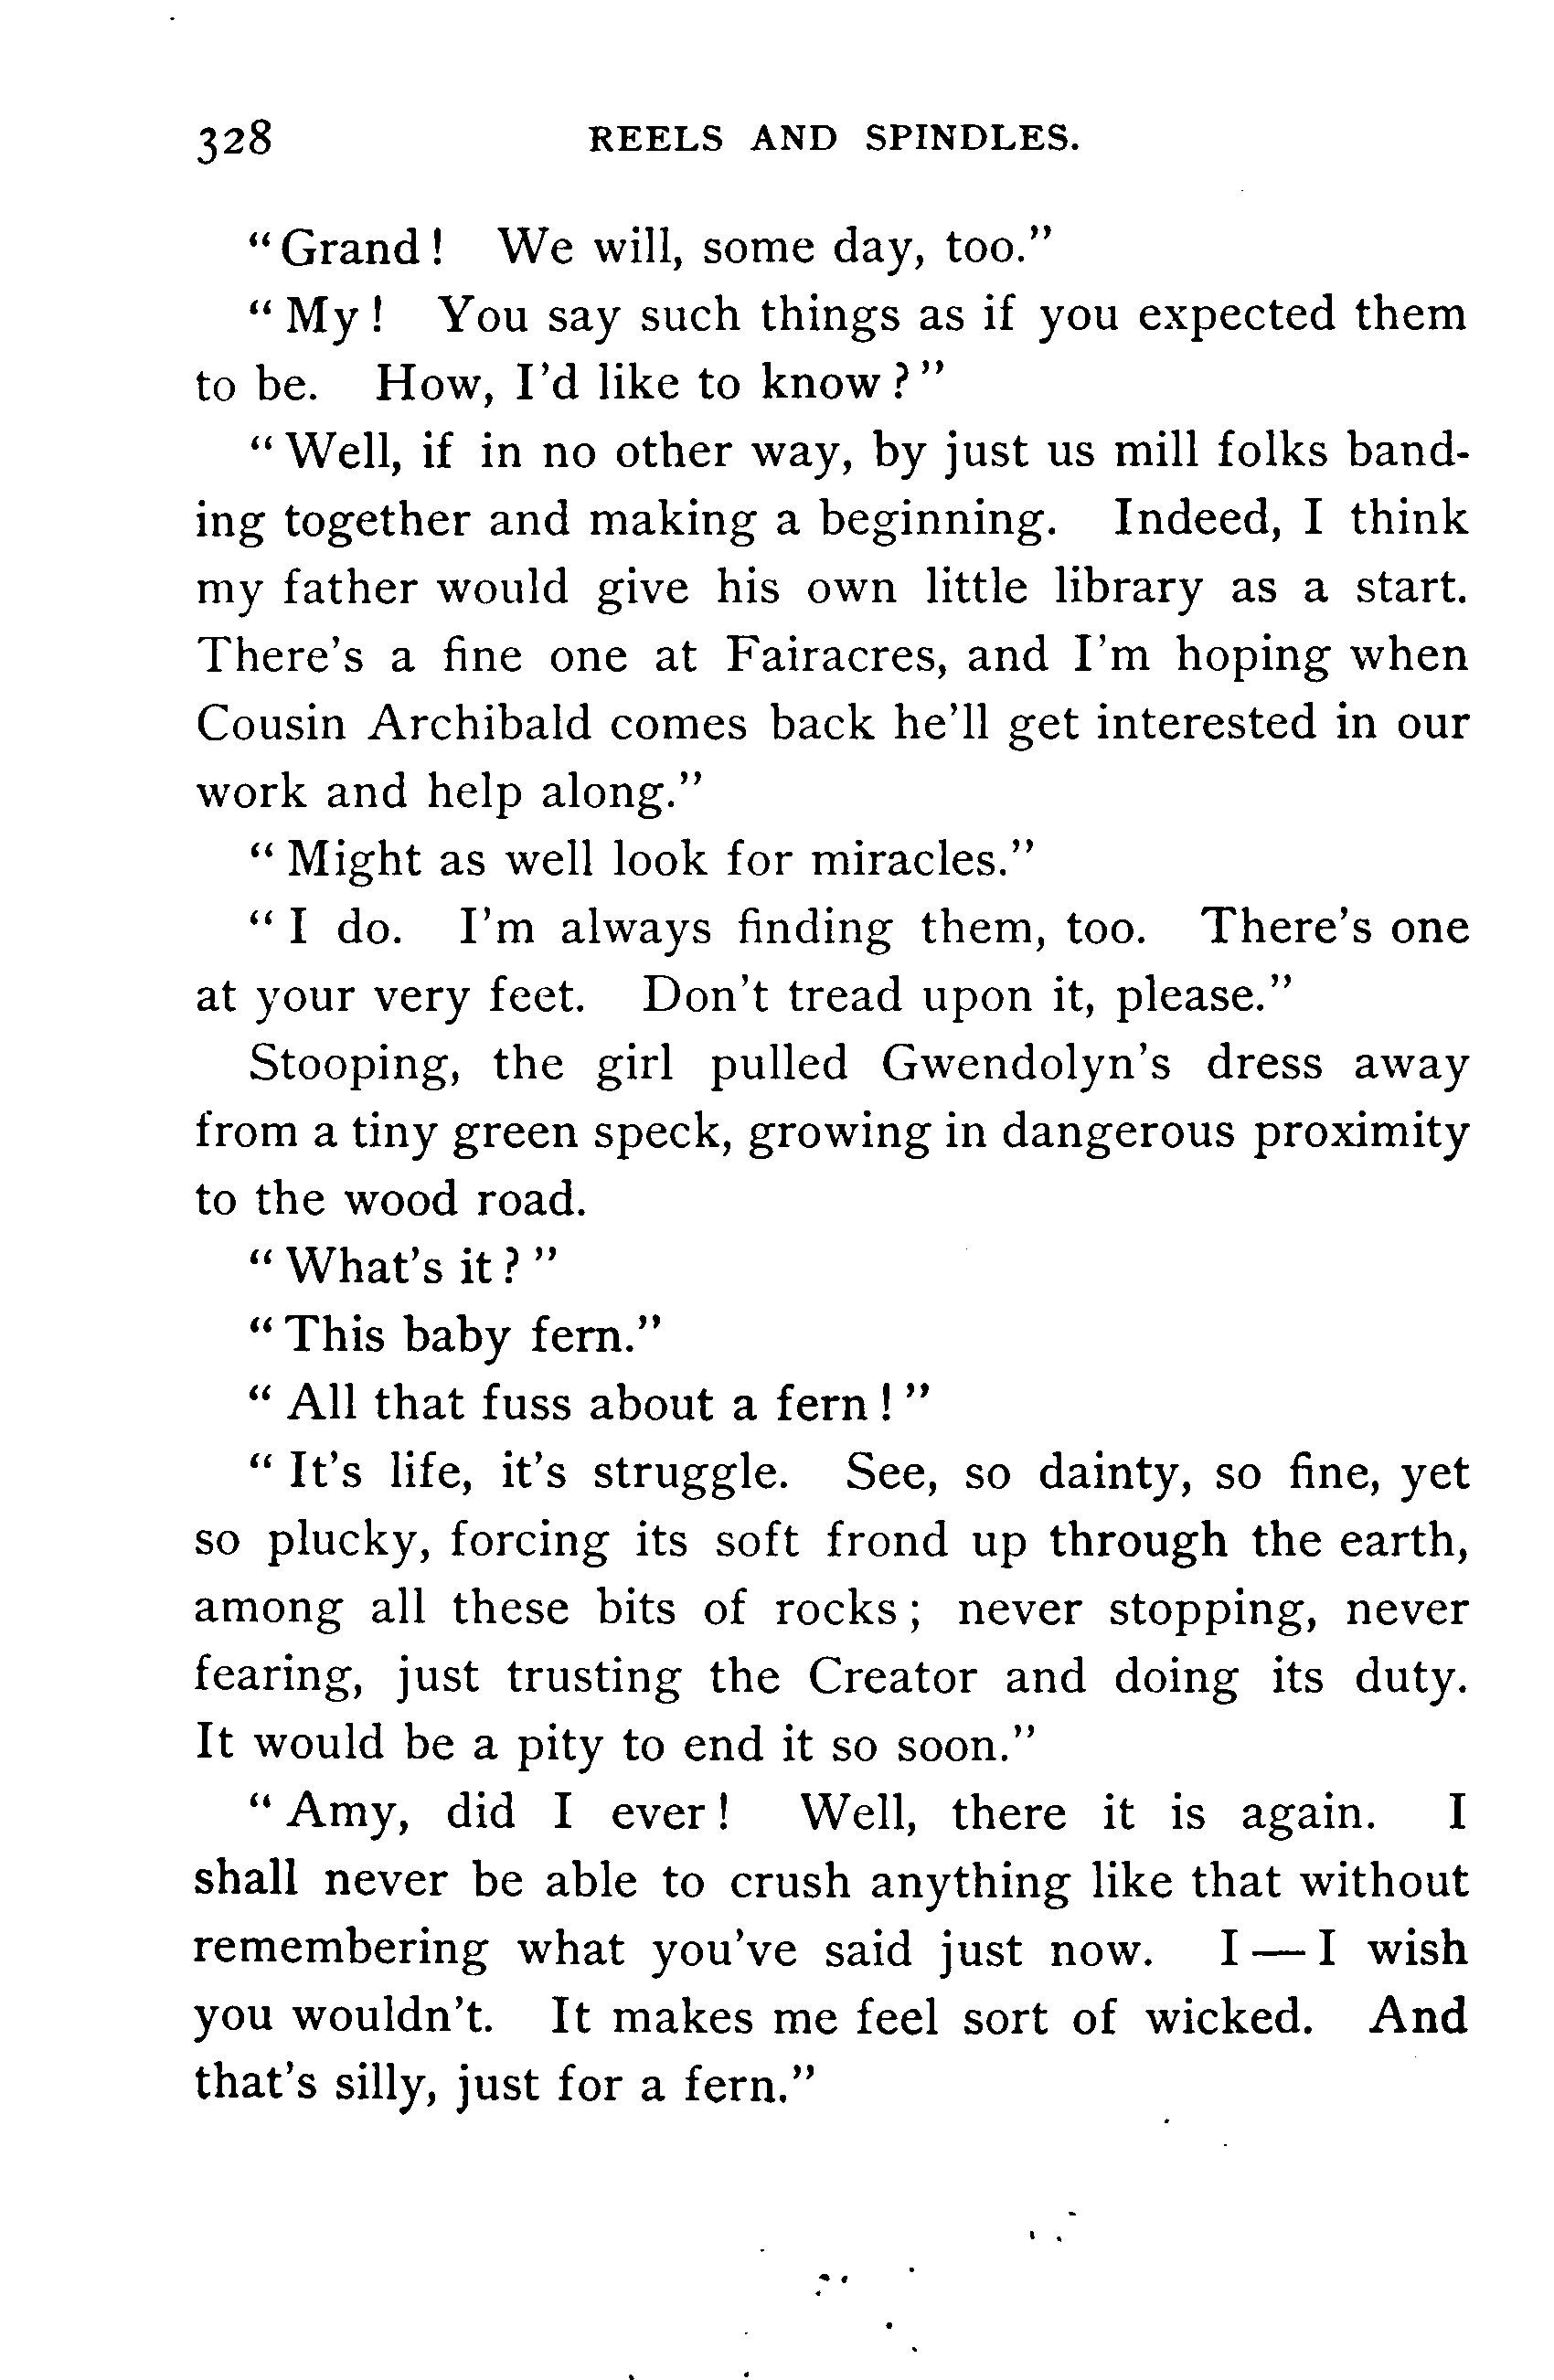 328 REELS AND SPINDLES.
"Grand! We will, some day, too."
"My! You say such things as if you expected them
to be. How, I'd like to know?"
"Well, if in no other way, by just us mill folks band-
ing together and making a beginning. Indeed, I think
my father would give his own little library as a start.
There's a fine one at Fairacres, and I'm hoping when
Cousin Archibald comes back he'll get interested in our
work and help along."
"Might as well look for miracles."
"I do. I'm always finding them, too. There's one
at your very feet. Don't tread upon it, please."
Stooping, the girl pulled Gwendolyn's dress away
from a tiny green speck, growing in dangerous proximity
to the wood road.
"What's it?"
"This baby fern."
"All that fuss about a fern!"
"It's life, it's struggle. See, so dainty, so fine, yet
so plucky, forcing its soft frond up through the earth,
among all these bits of rocks; never stopping, never
fearing, just trusting the Creator and doing its duty.
It would be a pity to end it so soon."
"Amy, did I ever! Well, there it is again. I
shall never be able to crush anything like that without
remembering what you've said just now. I—I wish
you wouldn't. It makes me feel sort of wicked. And
that's silly, just for a fern."